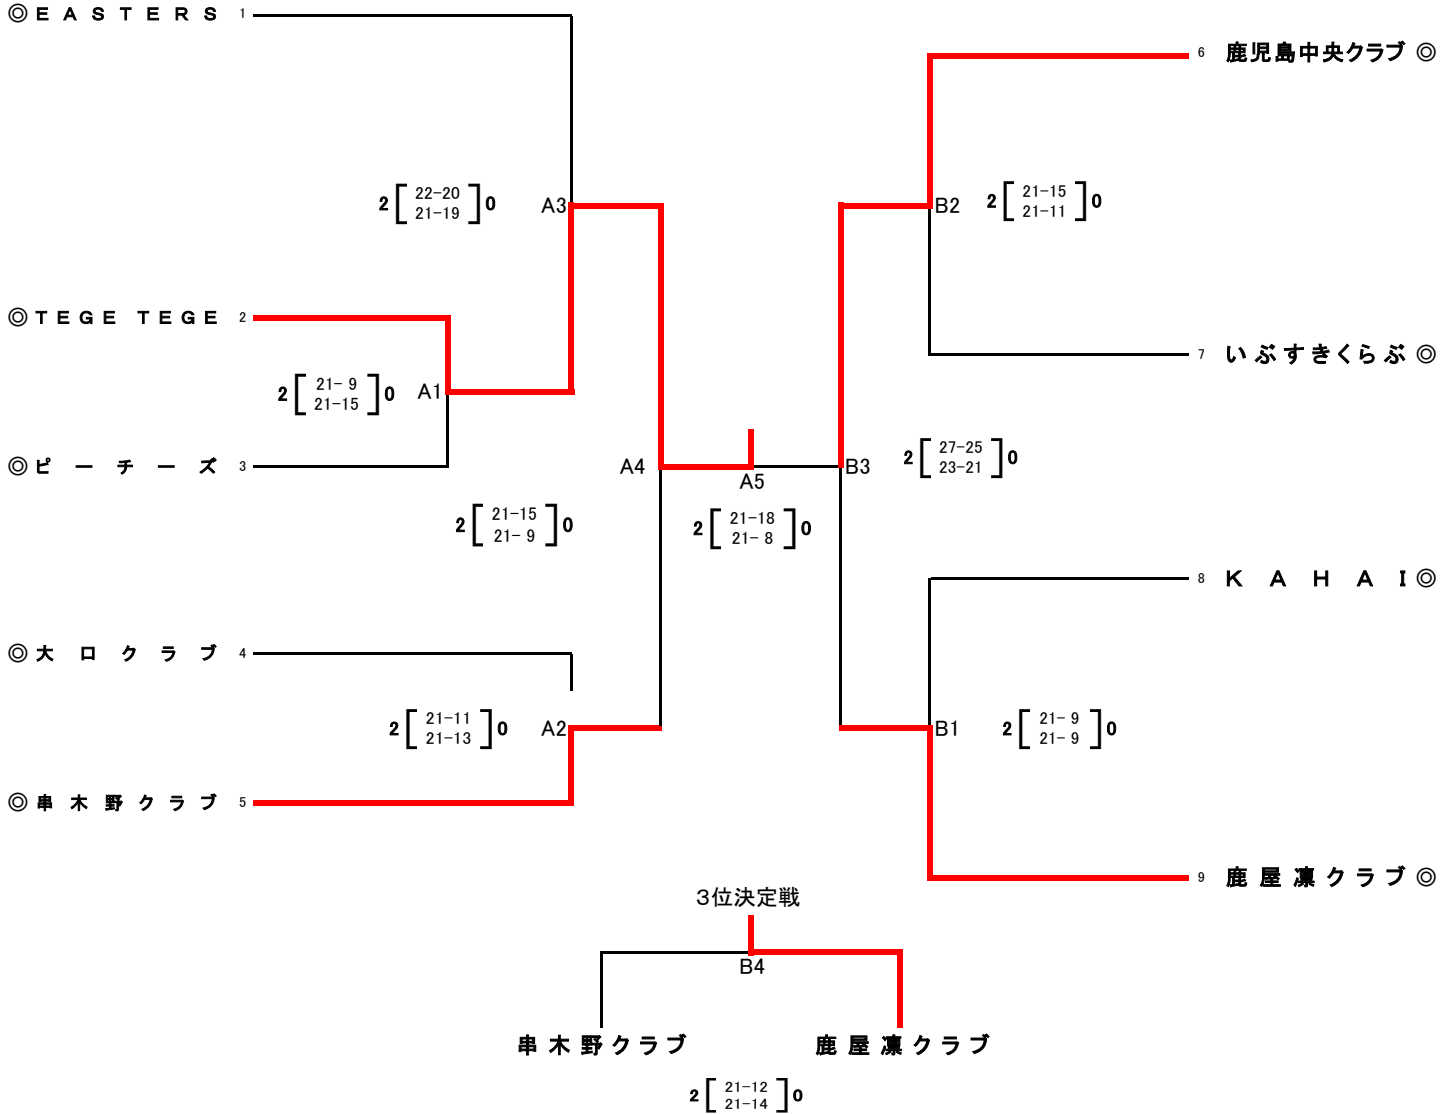 ◎ＥＡＳＴＥＲＳ 1
6 鹿児島中央クラブ ◎
2 [ 22−20 ] 0 A3
21−19
B2 2 [ 21−15 ] 0
21−11
◎ＴＥＧＥ ＴＥＧＥ 2
7 いぶすきくらぶ ◎
2 [ 21− 9 ] 0 A1
21−15
◎ピーチーズ 3
A4
A5
B3 2 [ 27−25 ] 0
23−21
2 [ 21−15 ] 0
21− 9
2 [ 21−18 ] 0
21− 8
8 ＫＡＨＡＩ ◎
◎大口クラブ 4
2 [ 21−11 ] 0 A2
21−13
B1 2 [ 21− 9 ] 0
21− 9
◎串木野クラブ 5
9 鹿屋凛クラブ ◎
３位決定戦
B4
串木野クラブ 鹿屋凛クラブ
2 [ 21−12 ] 0
21−14